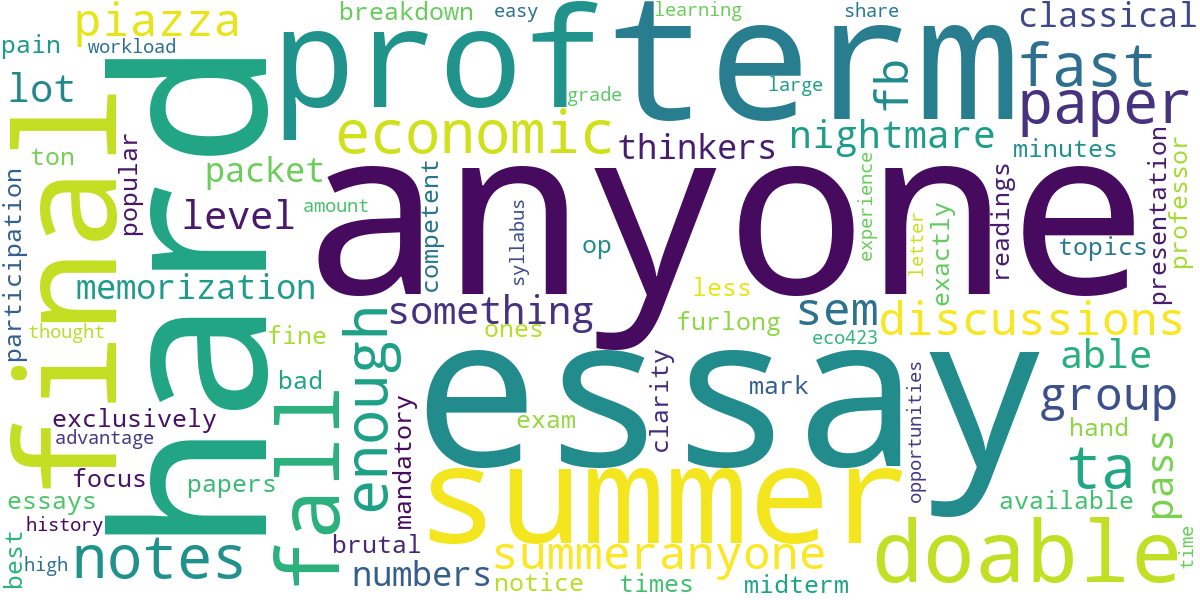 piazza
breakdown
easy
learning
share
classical
pain
workload
prof
term
fast
lot
hard
grade
large
fb
paper
final
economic
thinkers
nightmare
minutes
ton
popular
packet
anyone
experience
presentation
professor
participation
level
amount
competent
syllabus
op
letter
exactly
readings
topics
memorization
something
less
sem
discussions
thought
fine
enough
ones
furlong
eco423
able
bad
fall
essay
clarity
mark
opportunities
group
exclusively
advantage
mandatory
exam
hand
focus
papers
summer
ta
pass
essays
available
history
best
high
notes
brutal
numbers
summeranyone
notice
times
midterm
doable
time